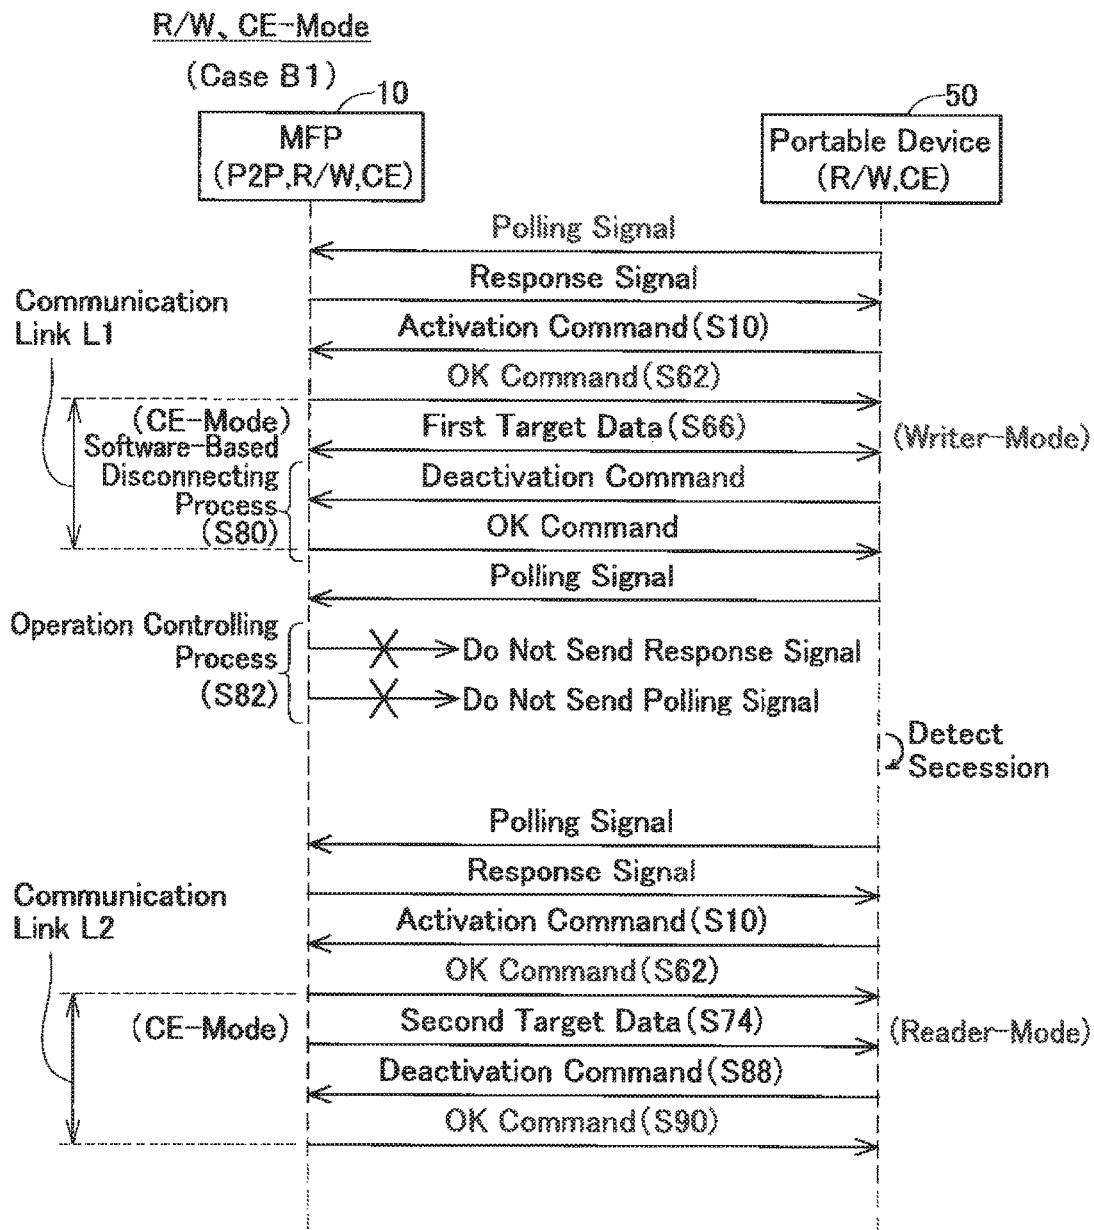 R/W、CE-Mode
(Case B1)
10
50
MFP
(P2P,R/W,CE)
Portable Device
(R/W,CE)
Polling Signal
Response Signal
Communication
Link L1
Activation Command(S10)
OK Command(S62)
(CE-Mode)
First Target Data(S66)
(Writer-Mode)
Software-Based
Disconnecting
Process
(S80)
Deactivation Command
OK Command
Polling Signal
Operation Controlling
Process
(S82)
Do Not Send Response Signal
Do Not Send Polling Signal
Detect
Secession
Polling Signal
Response Signal
Communication
Link L2
Activation Command(S10)
OK Command(S62)
(CE-Mode)
Second Target Data(S74)
(Reader-Mode)
Deactivation Command(S88)
OK Command(S90)